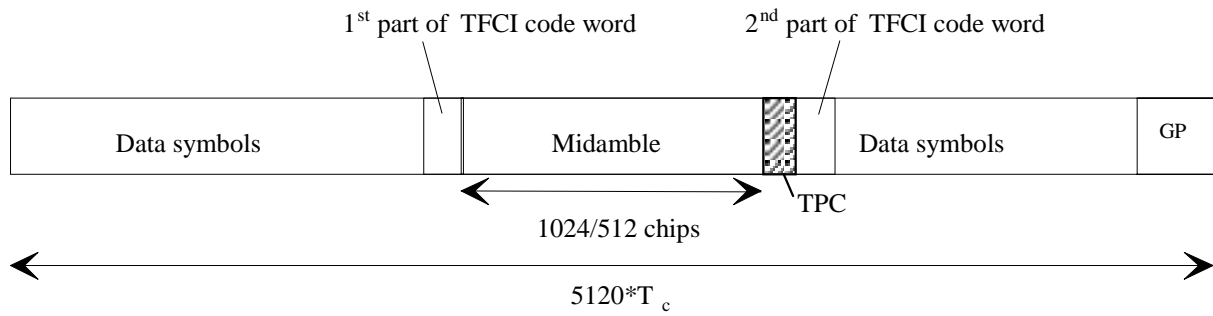 1st part of TFCI code word
2nd part of TFCI code word
Data symbols
Midamble
Data symbols
GP
TPC
1024/512 chips
5120*T c